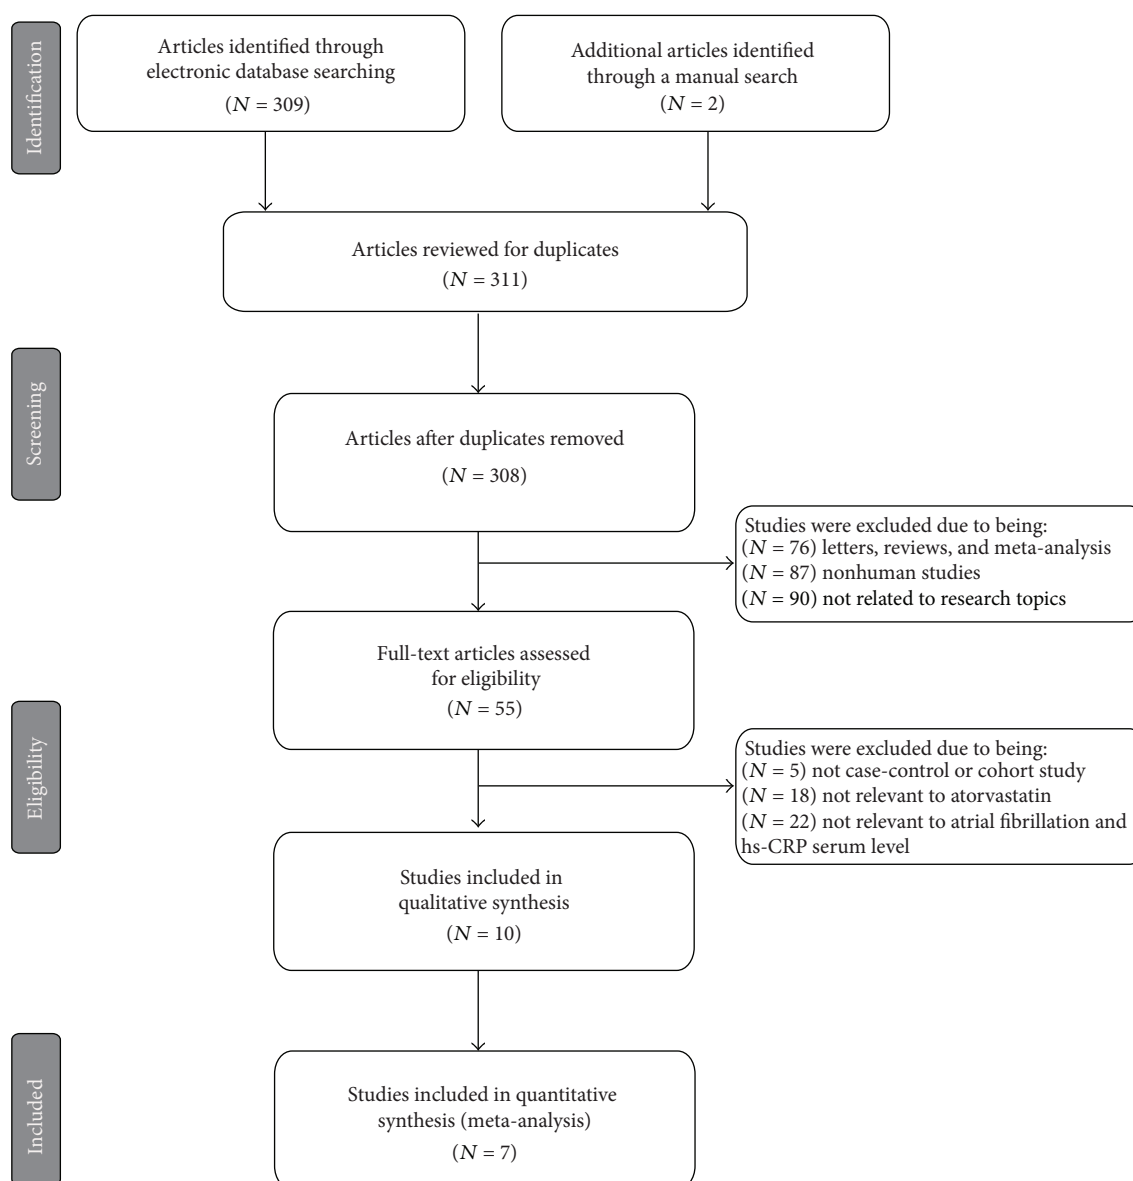 Identification
Articles identified through
electronic database searching
(N = 309)
Additional articles identified
through a manual search
(N = 2)
Articles reviewed for duplicates
(N = 311)
Screening
Articles after duplicates removed
(N = 308)
Studies were excluded due to being:
(N = 76) letters, reviews, and meta-analysis
(N = 87) nonhuman studies
(N = 90) not related to research topics
Full-text articles assessed
for eligibility
(N = 55)
Eligibility
Studies were excluded due to being:
(N = 5) not case-control or cohort study
(N = 18) not relevant to atorvastatin
(N = 22) not relevant to atrial fibrillation and
hs-CRP serum level
Studies included in
qualitative synthesis
(N = 10)
Included
Studies included in quantitative
synthesis (meta-analysis)
(N = 7)